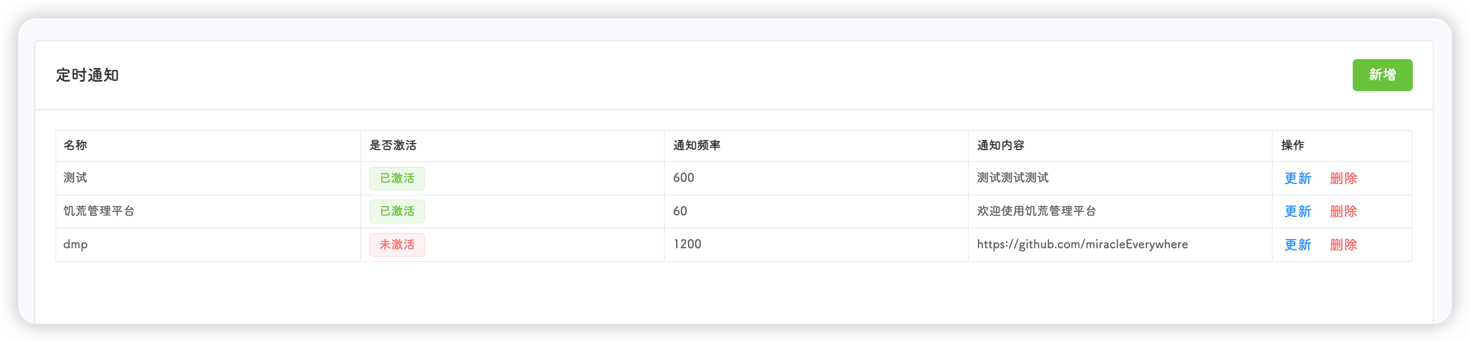 定时通知
新增
名称 是否激活 通知频率 通知内容 操作
测试 已激活 600 测试测试测试 更新 删除
饥荒管理平台 已激活 60 欢迎使用饥荒管理平台 更新 删除
dmp 未激活 1200 https://github.com/miracleEverywhere 更新 删除